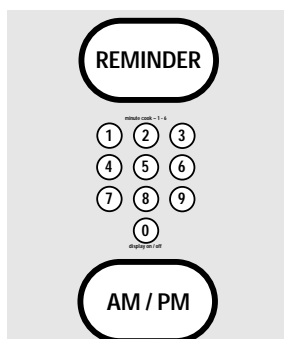 REMINDER
minute cook – 1 - 6
1 2 3
4 5 6
7 8 9
0
display on / off
AM / PM